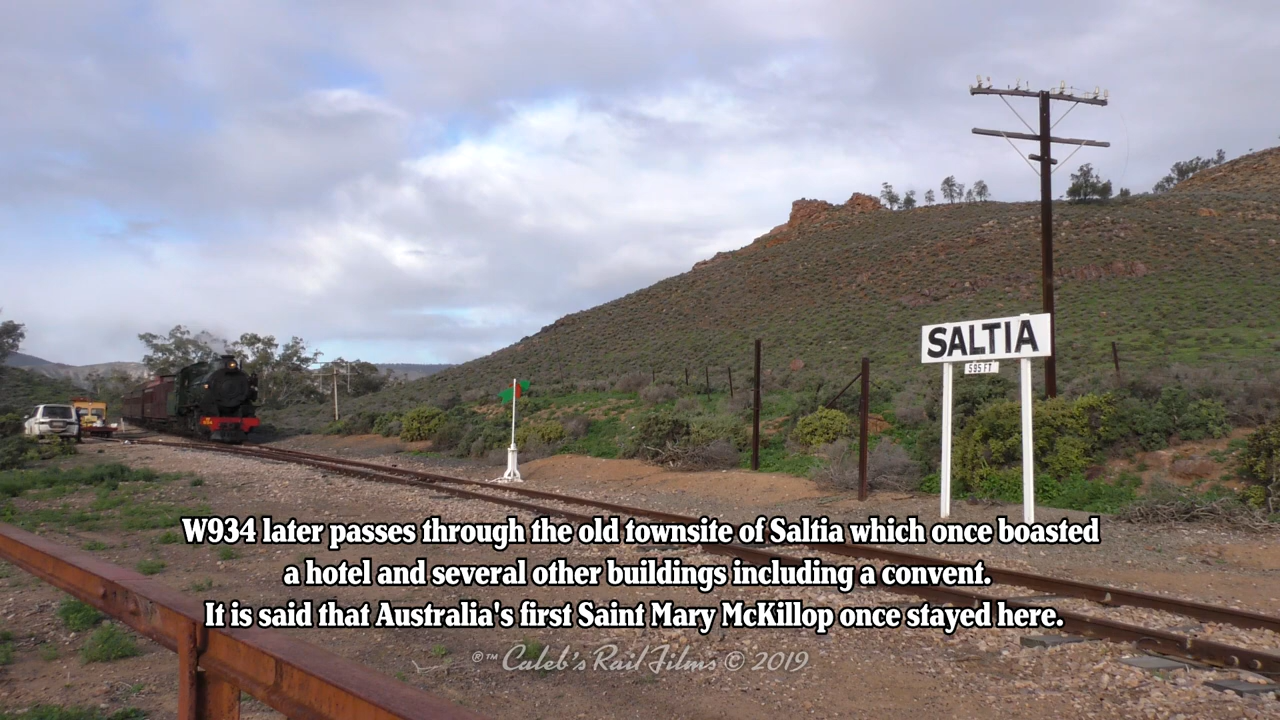 SALTIA
595 FT
W934 later passes through the old townsite of Saltia which once boasted
a hotel and several other buildings including a convent.
It is said that Australia's first Saint Mary McKillop once stayed here.
®™ Caleb's Rail Films © 2019